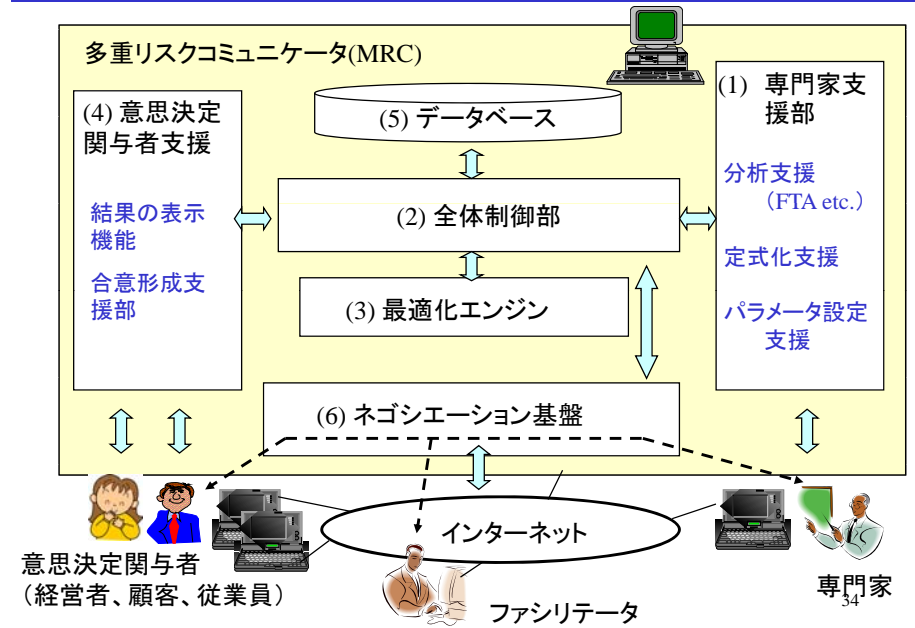 多重リスクコミュニケータ(MRC)
(4) 意思決定
関与者支援
結果の表示
機能
合意形成支
援部
(5) データベース
(2) 全体制御部
(3) 最適化エンジン
(6) ネゴシエーション基盤
(1) 専門家支
援部
分析支援
（FTA etc.）
定式化支援
パラメータ設定
支援
インターネット
意思決定関与者
（経営者、顧客、従業員）
ファシリテータ
専門家
34